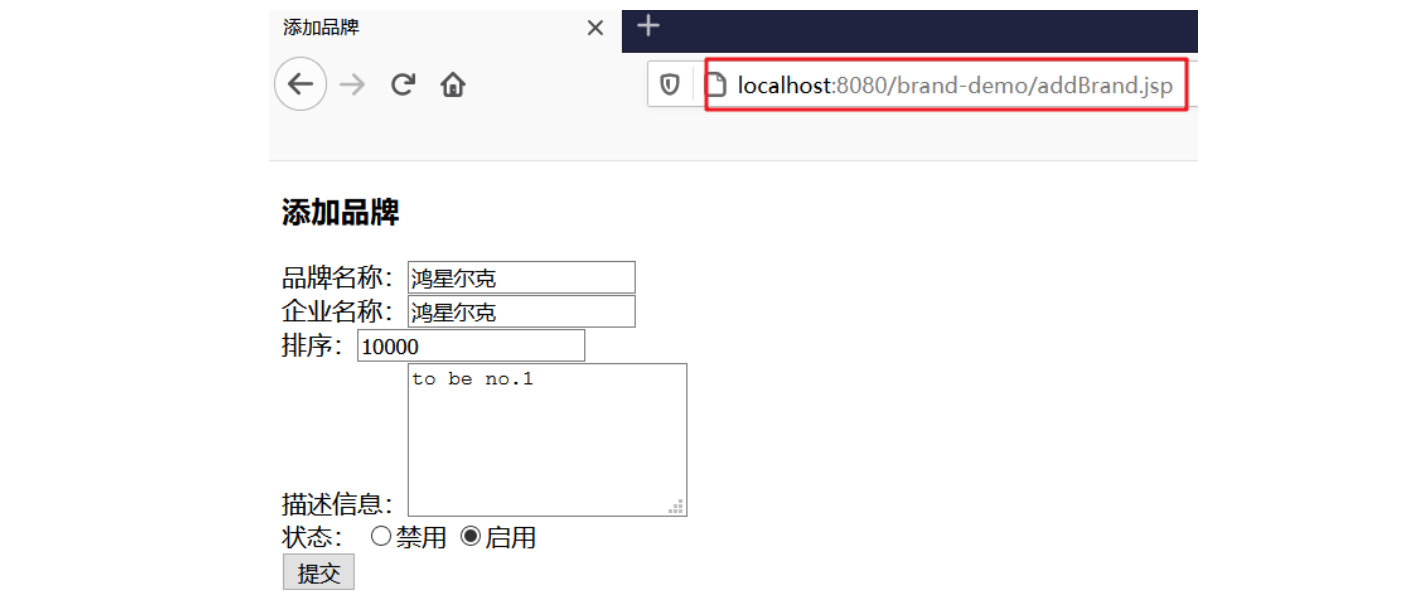 添加品牌
localhost:8080/brand-demo/addBrand.jsp
添加品牌
品牌名称：鸿星尔克
企业名称：鸿星尔克
排序：10000
to be no.1
描述信息：
状态： 禁用 启用
提交